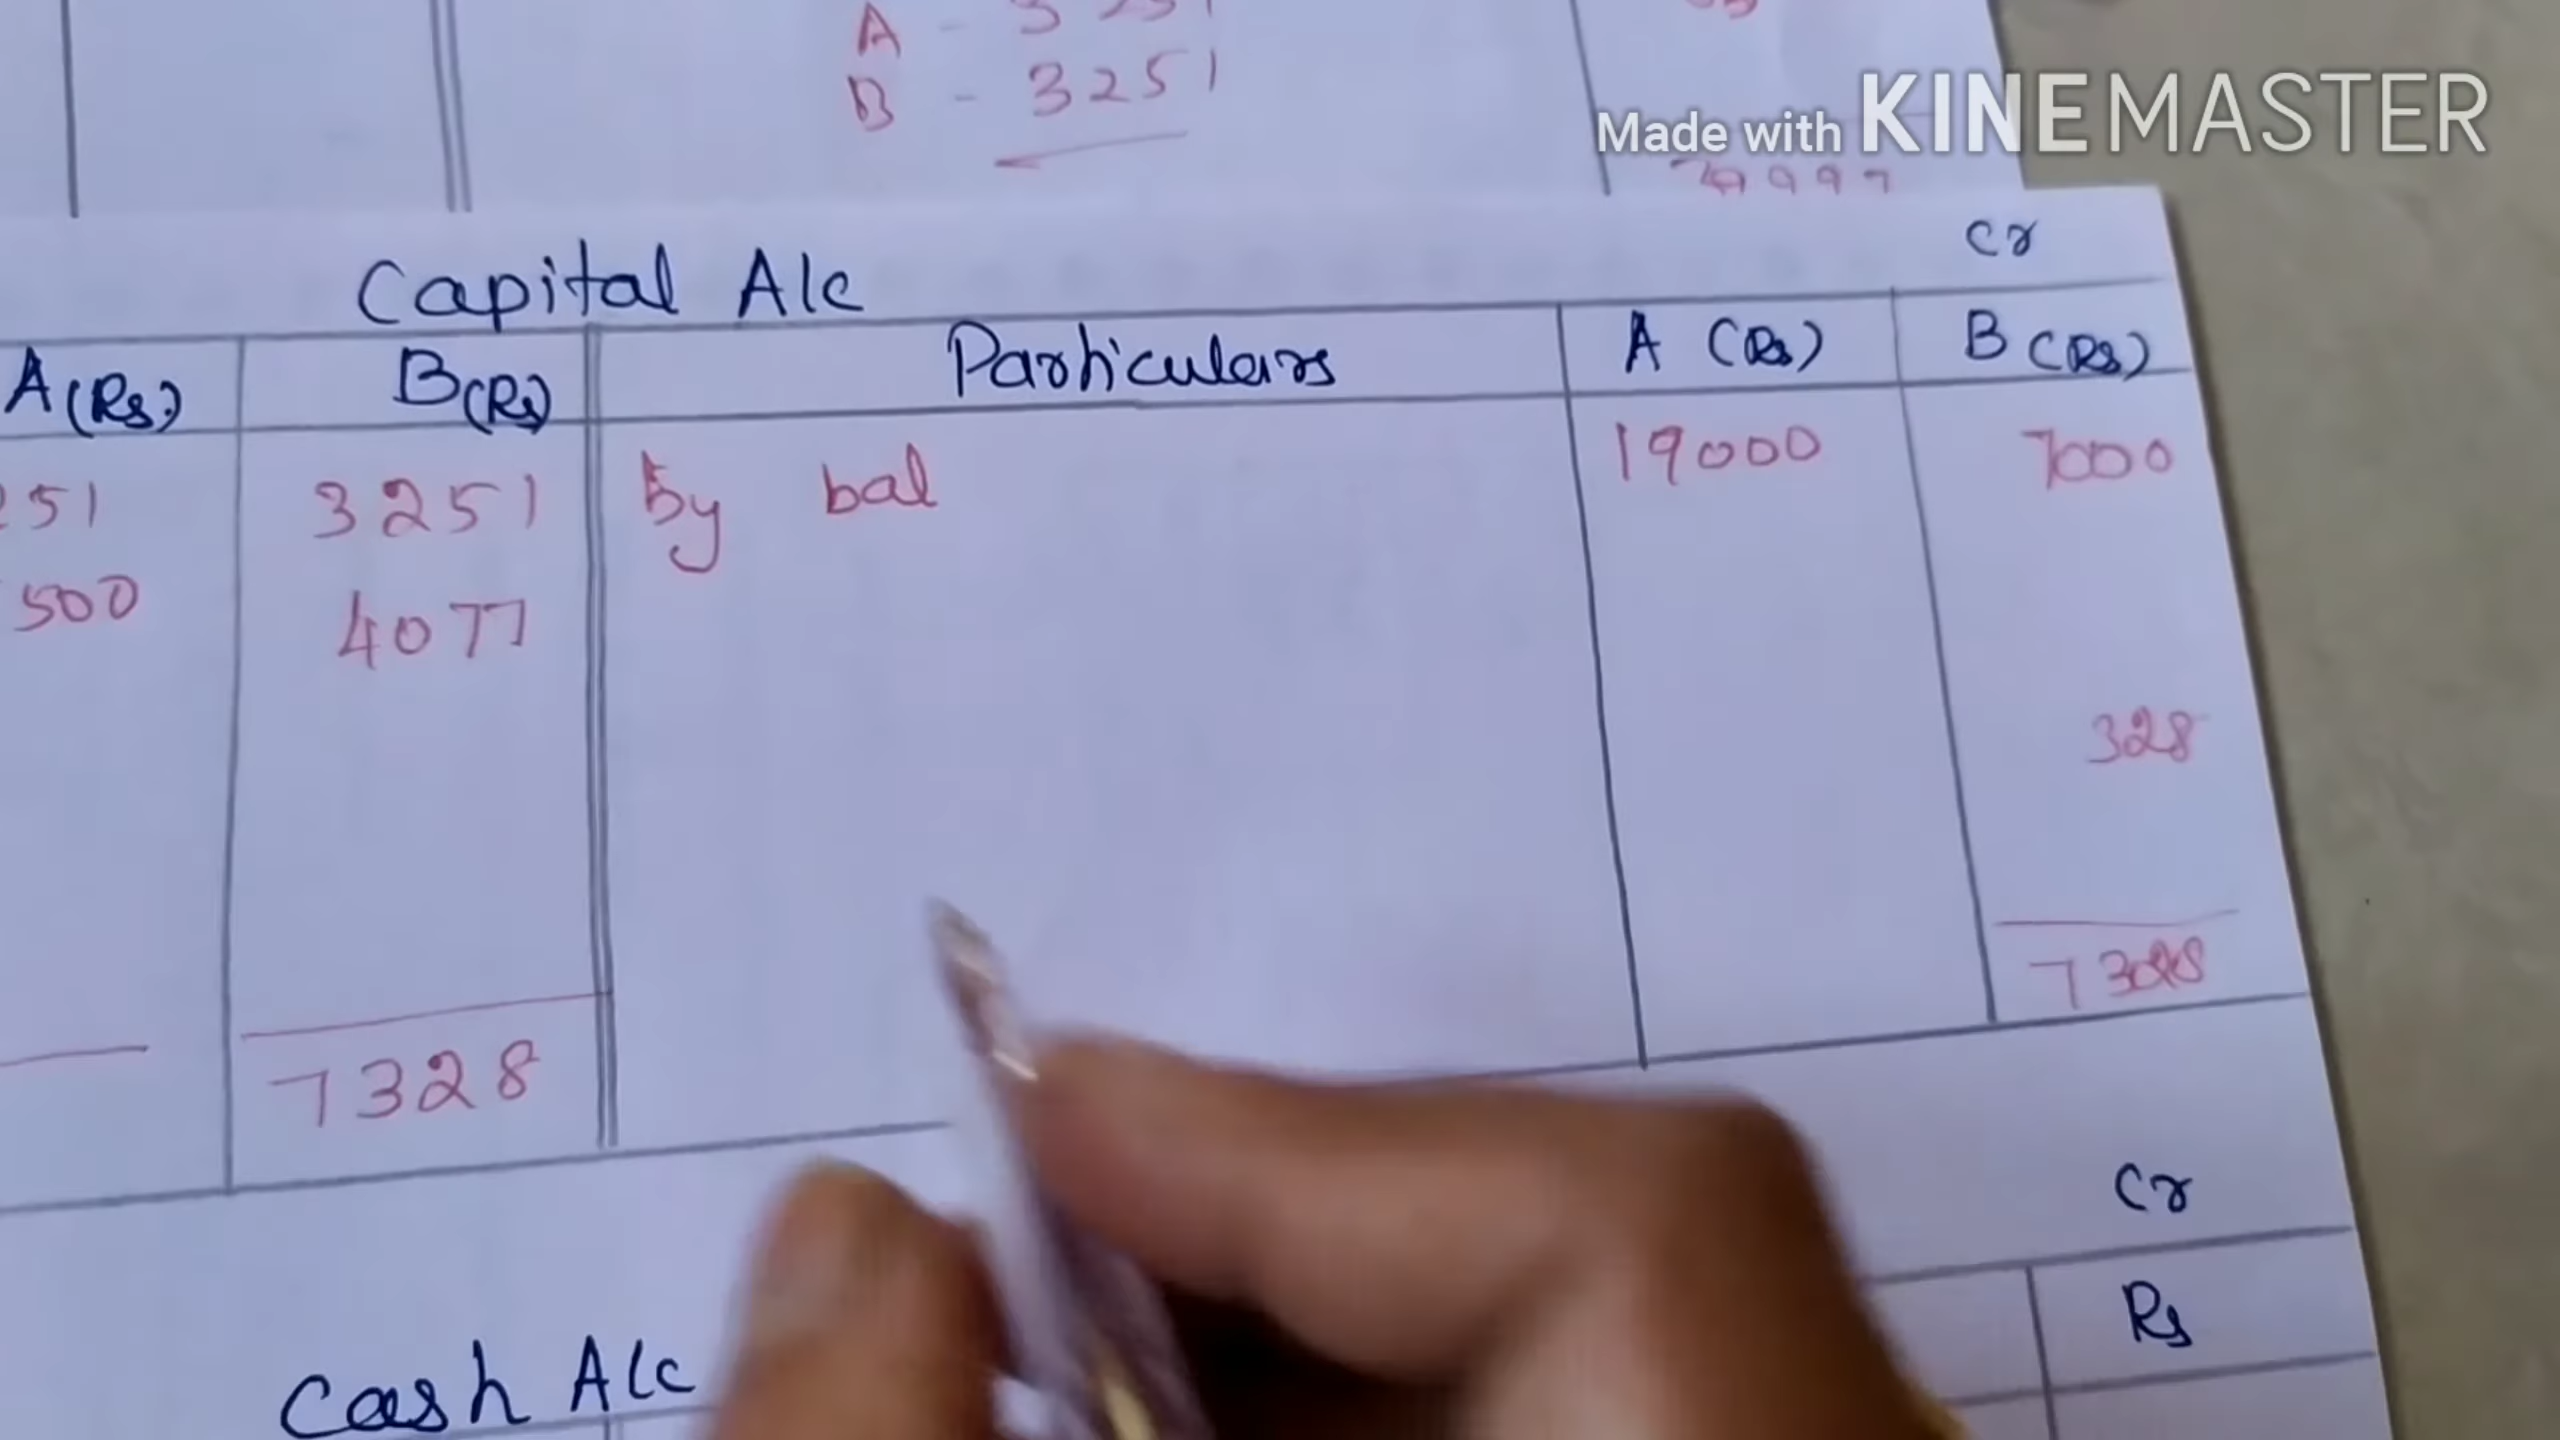 A -
B - 3251
Made with KINEMASTER
Cr
Capital A/c
A (Rs.) B (Rs) Particulars A (Rs) B (Rs)
251 3251 By bal 19000 7000
500 4077
328
7328
7328
Cr
Rs
Cash A/c